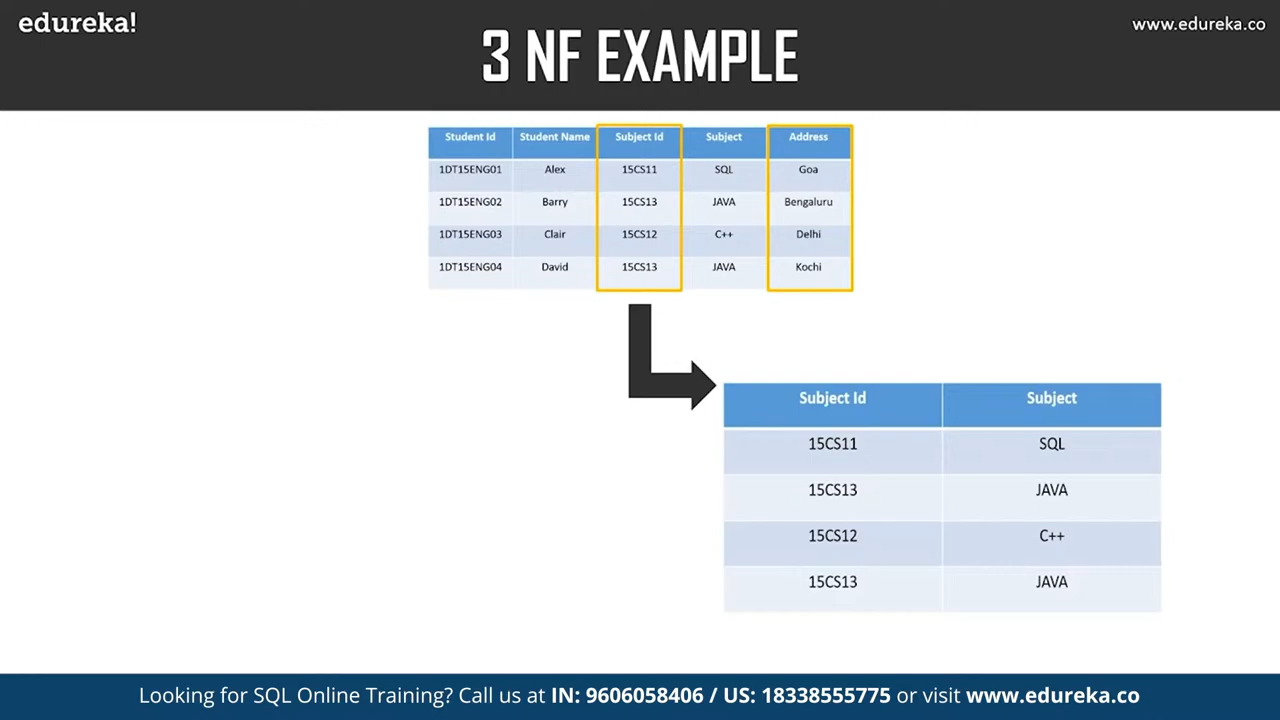 edureka!
www.edureka.co
3 NF EXAMPLE
Student Id Student Name Subject Id Subject Address
1DT15ENG01 Alex 15CS11 SQL Goa
1DT15ENG02 Barry 15CS13 JAVA Bengaluru
1DT15ENG03 Clair 15CS12 C++ Delhi
1DT15ENG04 David 15CS13 JAVA Kochi
Subject Id Subject
15CS11 SQL
15CS13 JAVA
15CS12 C++
15CS13 JAVA
Looking for SQL Online Training? Call us at IN: 9606058406 / US: 18338555775 or visit www.edureka.co